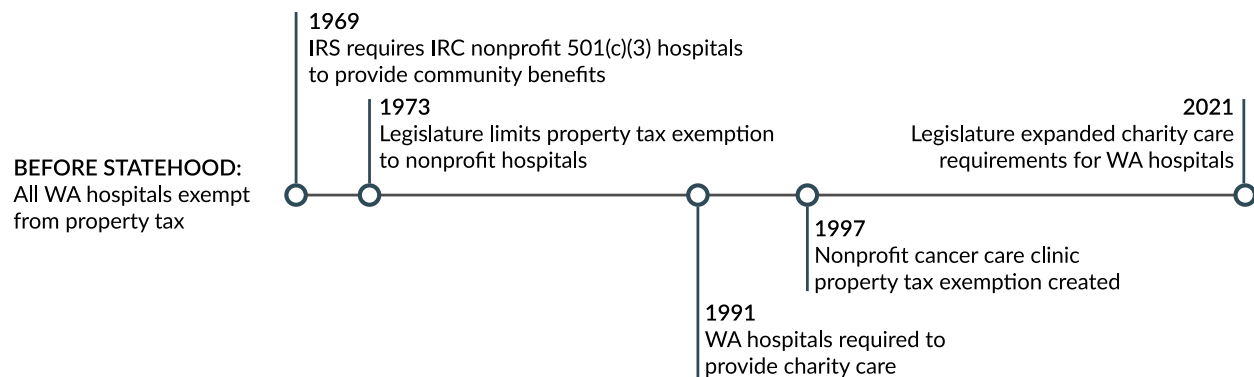 BEFORE STATEHOOD:
All WA hospitals exempt
from property tax
1969
IRS requires IRC nonprofit 501(c)(3) hospitals
to provide community benefits
1973
Legislature limits property tax exemption
to nonprofit hospitals
1991
WA hospitals required to
provide charity care
1997
Nonprofit cancer care clinic
property tax exemption created
2021
Legislature expanded charity care
requirements for WA hospitals